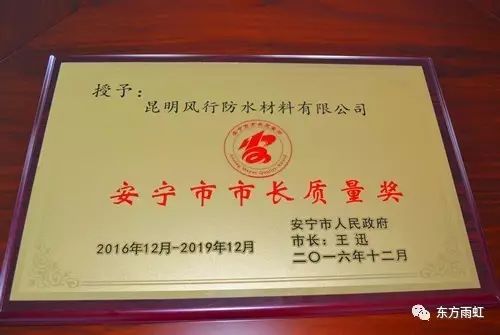 授予：
昆明风行防水材料有限公司
安宁市市长质量奖
安宁市人民政府
2016年12月-2019年12月
市长：王 迅
二〇一六年十二月
东方雨虹